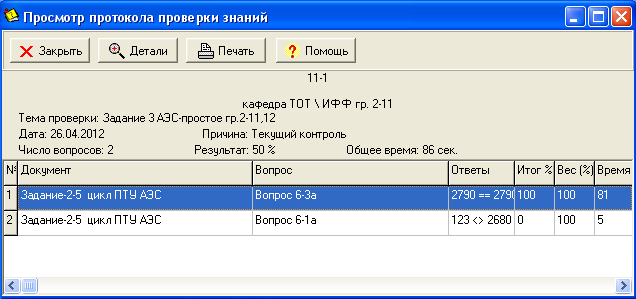 Просмотр протокола проверки знаний
Закрыть Детали Печать Помощь
11-1
кафедра ТОТ \ ИФФ гр. 2-11
Тема проверки: Задание 3 АЭС-простое гр.2-11,12
Дата: 26.04.2012 Причина: Текущий контроль
Число вопросов: 2 Результат: 50 % Общее время: 86 сек.
№ Документ Вопрос Ответы Итог % Вес (%) Время
1 Задание-2-5 цикл ПТУ АЭС Вопрос 6-3а 2790 == 2790 100 100 81
2 Задание-2-5 цикл ПТУ АЭС Вопрос 6-1а 123 <> 2680 0 100 5